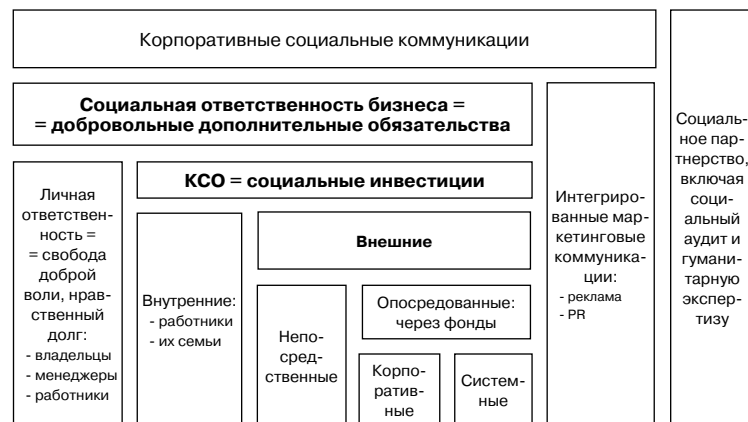 Корпоративные социальные коммуникации
Социальная ответственность бизнеса =
= добровольные дополнительные обязательства
КСО = социальные инвестиции
Личная
ответствен-
ность =
= свобода
доброй
воли, нрав-
ственный
долг:
- владельцы
- менеджеры
- работники
Внутренние:
- работники
- их семьи
Внешние
Непо-
сред-
ственные
Опосредованные:
через фонды
Корпо-
ратив-
ные
Систем-
ные
Интегриро-
ванные мар-
кетинговые
коммуника-
ции:
- реклама
- PR
Социаль-
ное пар-
тнерство,
включая
соци-
альный
аудит и
гумани-
тарную
экспер-
тизу